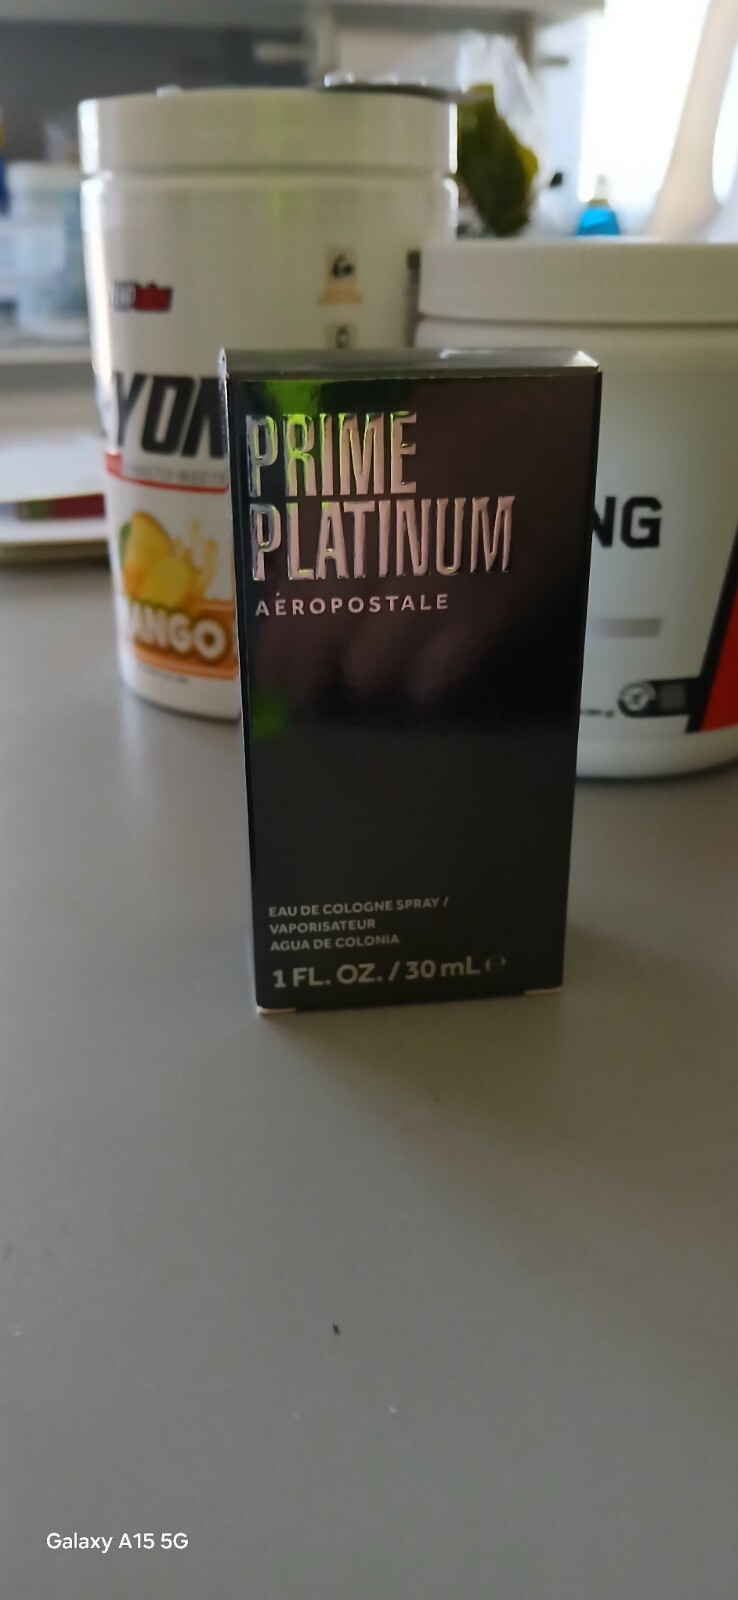 PRIME
PLATINUM
AÉROPOSTALE
EAU DE COLOGNE SPRAY /
VAPORISATEUR
AGUA DE COLONIA
1 FL. OZ. / 30 mL ℮
YON
ANGO
NG
Galaxy A15 5G